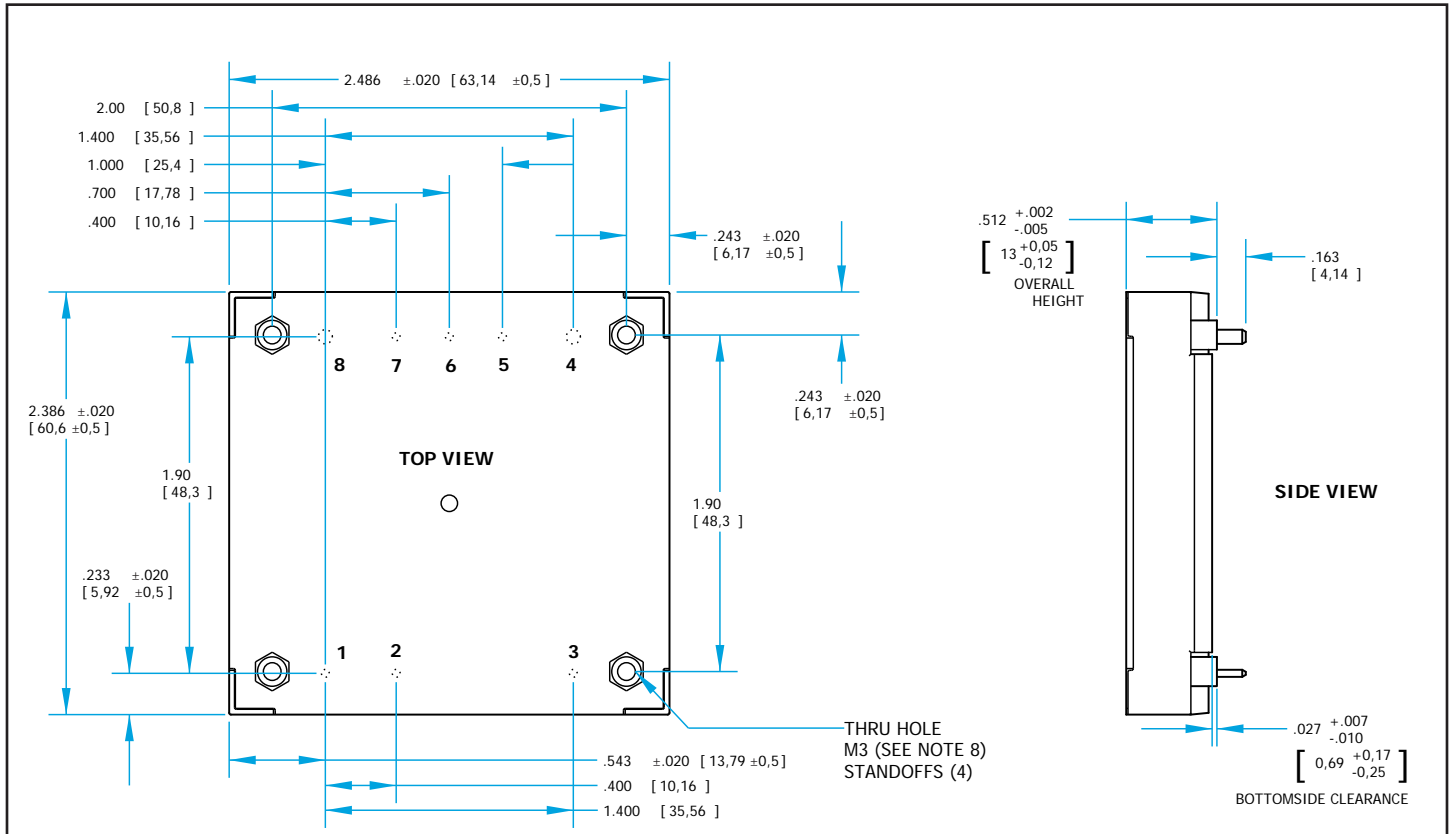 2.486 ±.020 [ 63,14 ±0,5 ]
2.00 [ 50,8 ]
1.400 [ 35,56 ]
1.000 [ 25,4 ]
.700 [ 17,78 ]
.400 [ 10,16 ]
.243 ±.020
[ 6,17 ±0,5 ]
8 7 6 5 4
.243 ±.020
[ 6,17 ±0,5 ]
2.386 ±.020
[ 60,6 ±0,5 ]
TOP VIEW
1.90
[ 48,3 ]
1.90
[ 48,3 ]
.233 ±.020
[ 5,92 ±0,5 ]
1 2 3
THRU HOLE
M3 (SEE NOTE 8)
STANDOFFS (4)
.543 ±.020 [ 13,79 ±0,5 ]
.400 [ 10,16 ]
1.400 [ 35,56 ]
.512 +.002
-.005
[ 13 +0,05
-0,12 ]
OVERALL
HEIGHT
.163
[ 4,14 ]
SIDE VIEW
.027 +.007
-.010
[ 0,69 +0,17
-0,25 ]
BOTTOMSIDE CLEARANCE